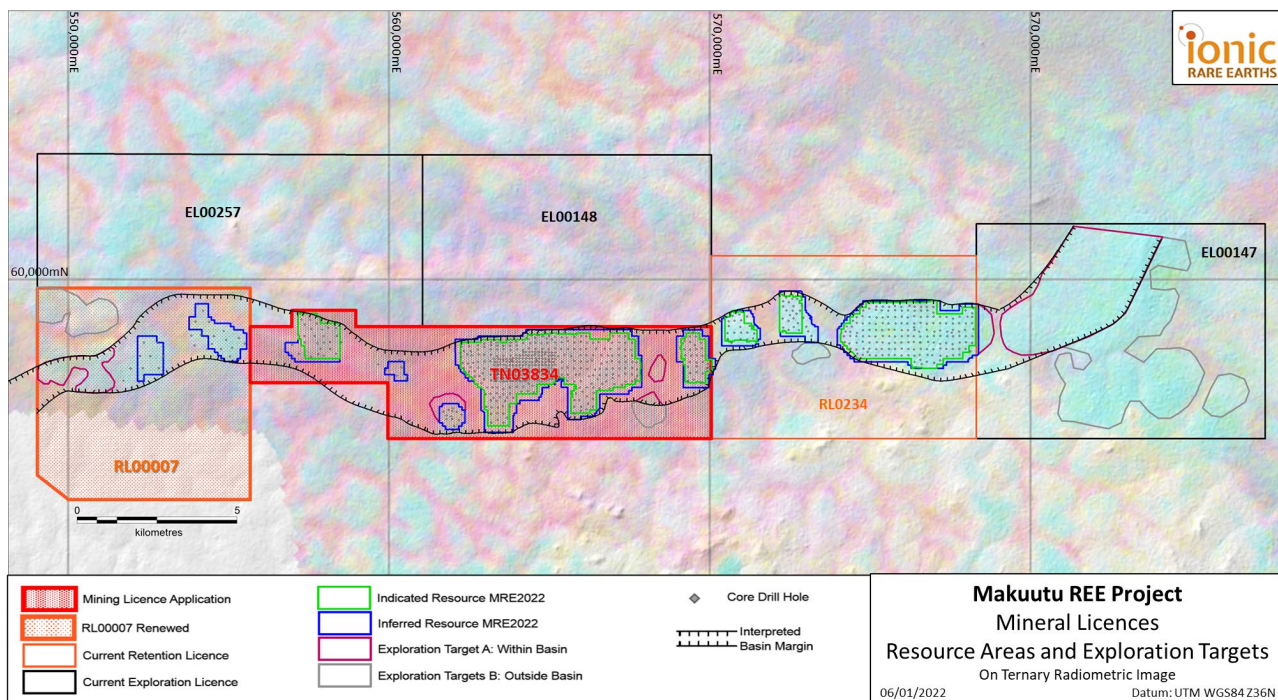 550,000mE
560,000mE
570,000mE
570,000mE
ionic
RARE EARTHS
EL00257
EL00148
EL00147
60,000mN
TN03834
RL0234
RL00007
0 5
kilometres
Mining Licence Application
RL00007 Renewed
Current Retention Licence
Current Exploration Licence
Indicated Resource MRE2022
Inferred Resource MRE2022
Exploration Target A: Within Basin
Exploration Targets B: Outside Basin
Core Drill Hole
Interpreted
Basin Margin
Makuutu REE Project
Mineral Licences
Resource Areas and Exploration Targets
On Ternary Radiometric Image
06/01/2022 Datum: UTM WGS84 Z36N